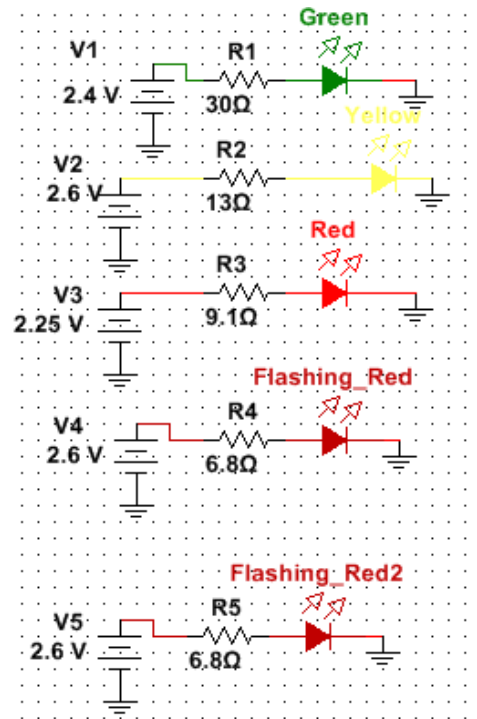 Green
V1
R1
2.4 V
30Ω
Yellow
V2
R2
2.6 V
13Ω
Red
R3
V3
2.25 V
9.1Ω
Flashing_Red
R4
V4
2.6 V
6.8Ω
Flashing_Red2
R5
V5
2.6 V
6.8Ω